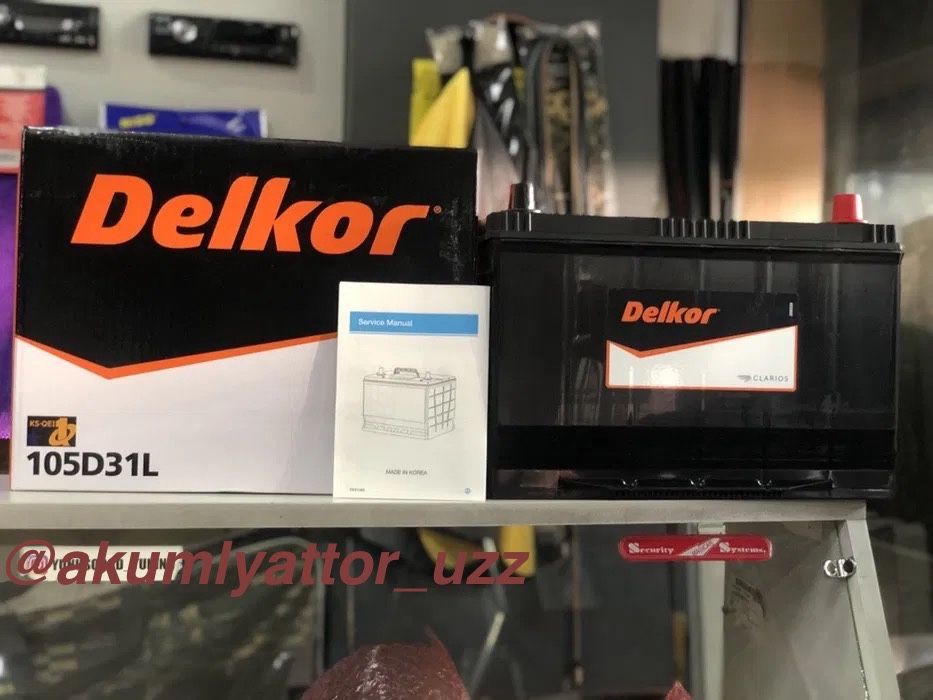 Delkor
KS-QEI
105D31L
Service Manual
MADE IN KOREA
Delkor
CLARIOS
Security Systems.
@akumlyattor_uzz